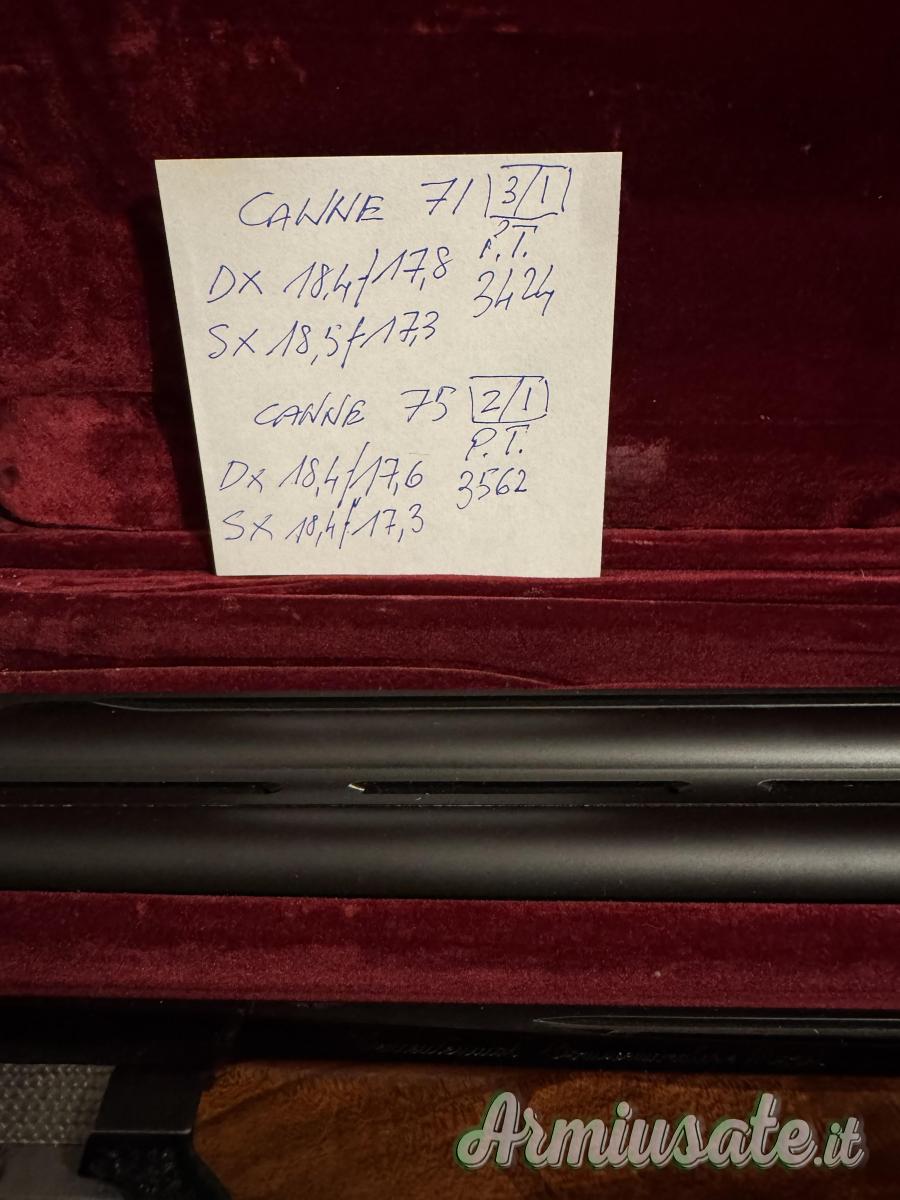 CANNE 71 3/1
P.T.
DX 18,4/17,8 3424
SX 18,5/17,3
CANNE 75 2/1
P.T.
DX 18,4/17,6 3562
SX 18,4/17,3
Armiusate.it